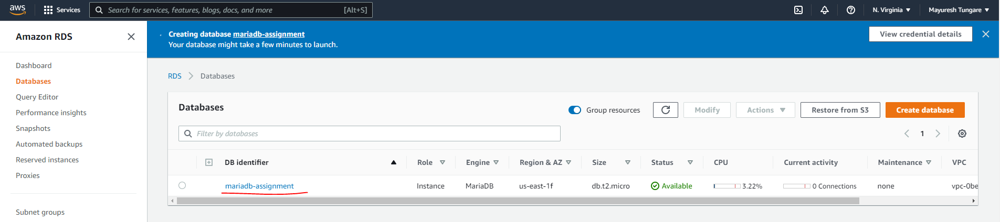 aws Services Search for services, features, blogs, docs, and more [Alt+S] N. Virginia Mayuresh Tungare
Amazon RDS
Dashboard
Databases
Query Editor
Performance insights
Snapshots
Automated backups
Reserved instances
Proxies
Subnet groups
Creating database mariadb-assignment
Your database might take a few minutes to launch.
View credential details
RDS Databases
Databases
Group resources Modify Actions Restore from S3 Create database
Filter by databases
1
DB identifier Role Engine Region & AZ Size Status CPU Current activity Maintenance VPC
mariadb-assignment Instance MariaDB us-east-1f db.t2.micro Available 3.22% 0 Connections none vpc-0be